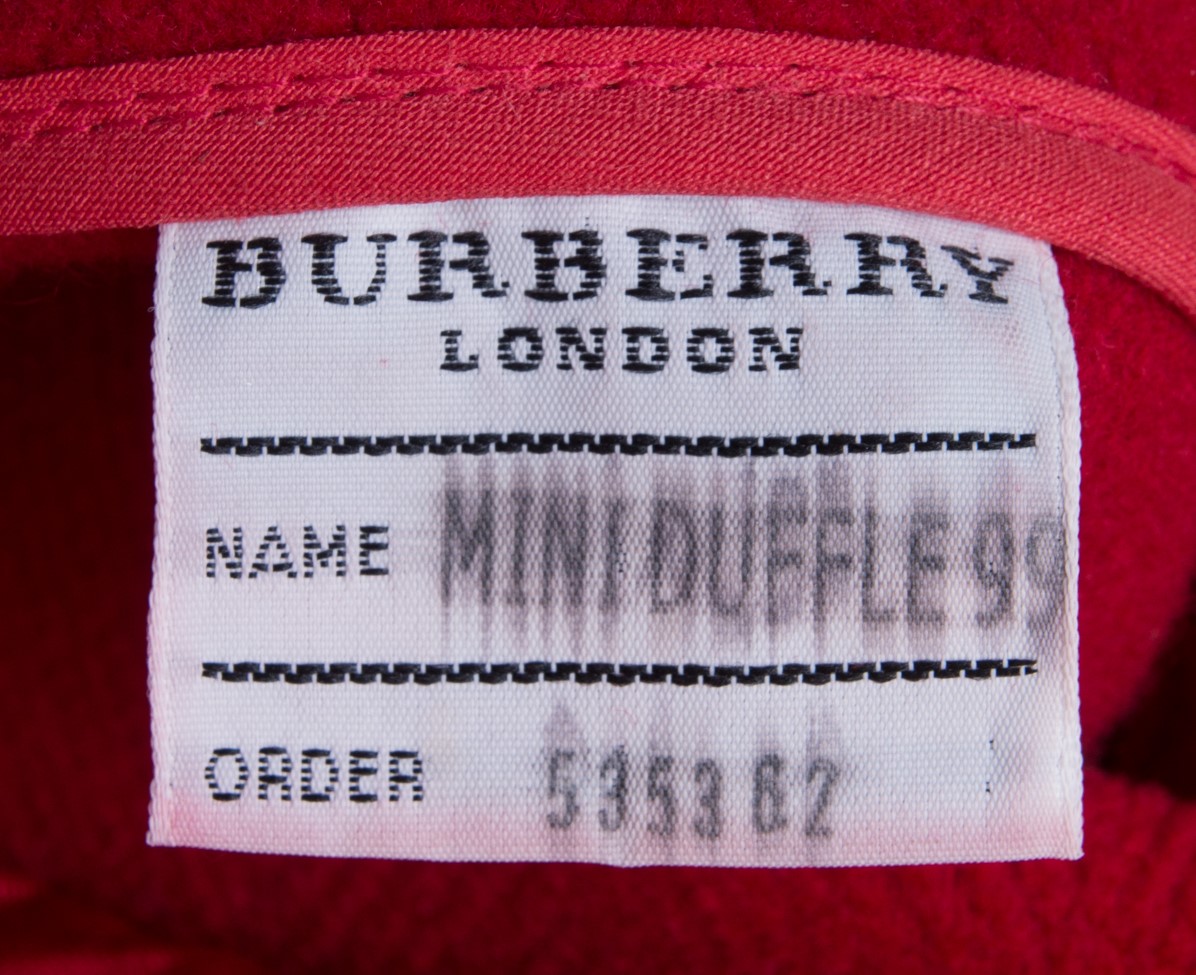 BURBERRY
LONDON
NAME MINI DUFFLE 99
ORDER 535362